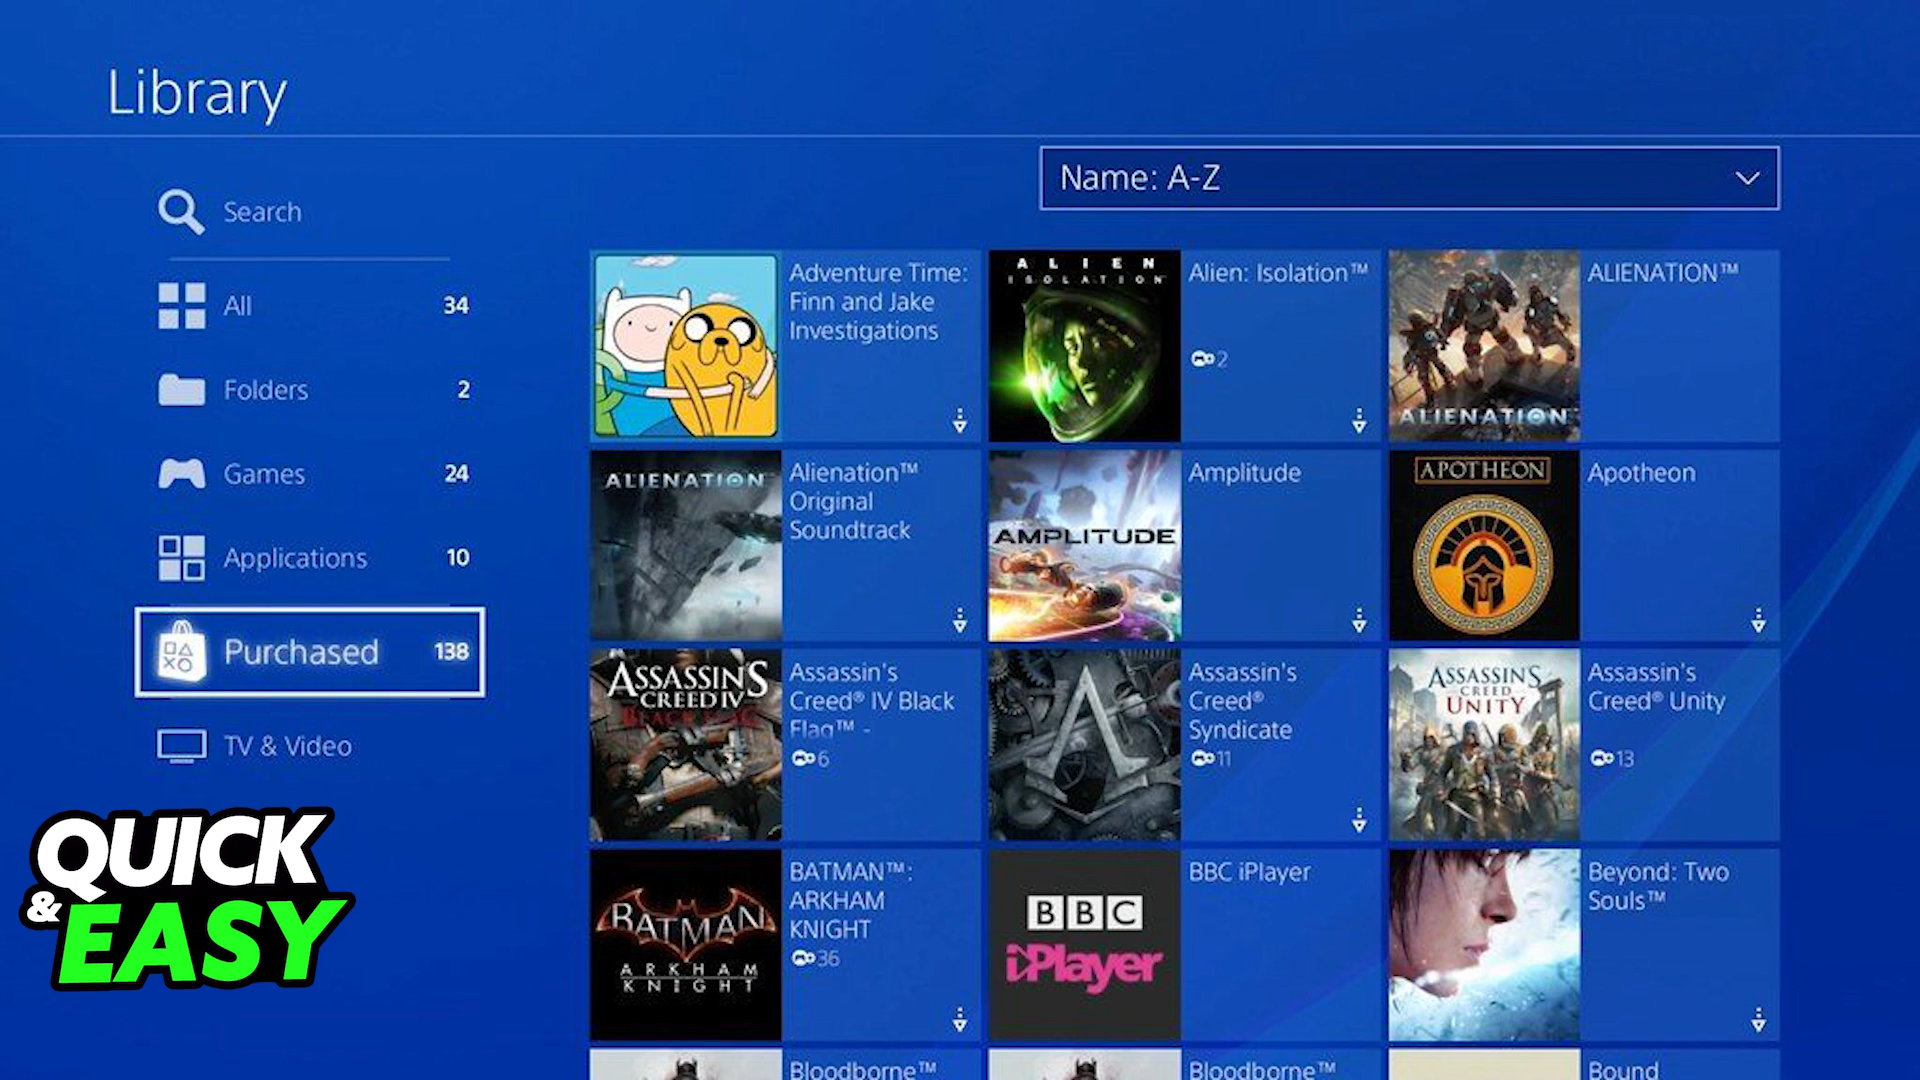 Library
Name: A-Z
Search
All 34
Folders 2
Games 24
Applications 10
Purchased 138
TV & Video
QUICK
& EASY
Adventure Time:
Finn and Jake
Investigations
ALIEN
ISOLATION
Alien: Isolation™
2
ALIENATION
ALIENATION™
ALIENATION
Alienation™
Original
Soundtrack
AMPLITUDE
Amplitude
APOTHEON
Apotheon
ASSASSIN'S
CREED IV
BLACK FLAG
Assassin's
Creed® IV Black
Flag™ -
6
Assassin's
Creed®
Syndicate
11
ASSASSIN'S
CREED
UNITY
Assassin's
Creed® Unity
13
BATMAN
ARKHAM
KNIGHT
BATMAN™:
ARKHAM
KNIGHT
36
BBC
iPlayer
BBC iPlayer
Beyond: Two
Souls™
Bloodborne™
Bloodborne™
Bound